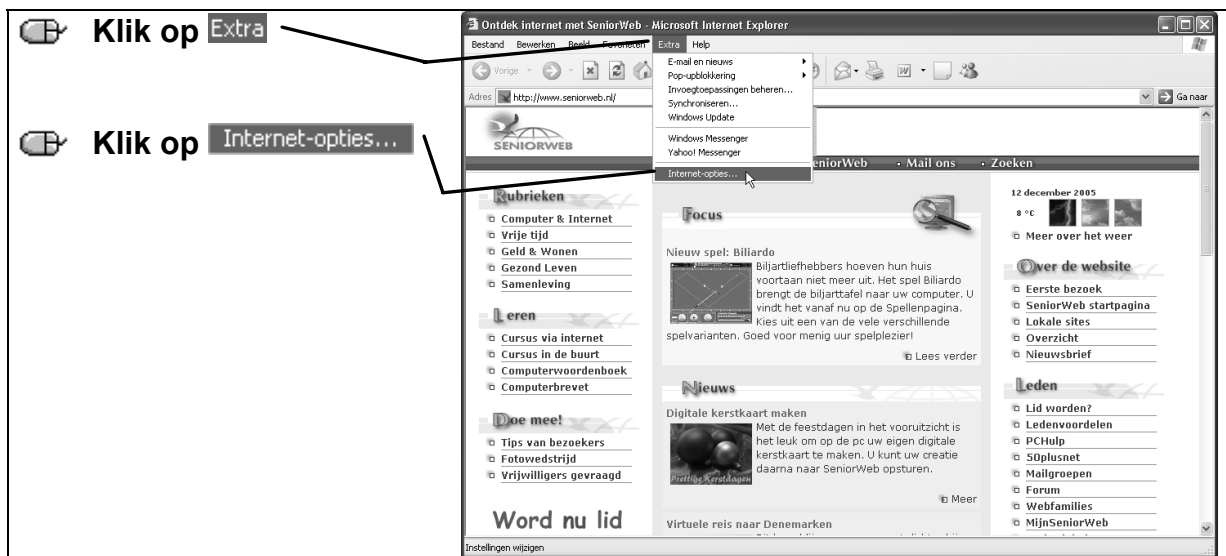 Klik op Extra
Klik op Internet-opties...
Ontdek internet met SeniorWeb - Microsoft Internet Explorer
Bestand Bewerken Beeld Favorieten Extra Help
Vorige
E-mail en nieuws
Pop-upblokkering
Invoegtoepassingen beheren...
Synchroniseren...
Windows Update
Windows Messenger
Yahoo! Messenger
Internet-opties...
Adres http://www.seniorweb.nl/ Ga naar
SENIORWEB
eniorWeb · Mail ons · Zoeken
Rubrieken
Computer & Internet
Vrije tijd
Geld & Wonen
Gezond Leven
Samenleving
Leren
Cursus via internet
Cursus in de buurt
Computerwoordenboek
Computerbrevet
Doe mee!
Tips van bezoekers
Fotowedstrijd
Vrijwilligers gevraagd
Word nu lid
Focus
Nieuw spel: Biliardo
Biljartliefhebbers hoeven hun huis
voortaan niet meer uit. Het spel Biliardo
brengt de biljarttafel naar uw computer. U
vindt het vanaf nu op de Spellenpagina.
Kies uit een van de vele verschillende
spelvarianten. Goed voor menig uur spelplezier!
Lees verder
Nieuws
Digitale kerstkaart maken
Met de feestdagen in het vooruitzicht is
het leuk om op de pc uw eigen digitale
kerstkaart te maken. U kunt uw creatie
daarna naar SeniorWeb opsturen.
Prettige Kerstdagen
Meer
Virtuele reis naar Denemarken
12 december 2005
8 °C
Meer over het weer
Over de website
Eerste bezoek
SeniorWeb startpagina
Lokale sites
Overzicht
Nieuwsbrief
Leden
Lid worden?
Ledenvoordelen
PCHulp
50plusnet
Mailgroepen
Forum
Webfamilies
MijnSeniorWeb
Instellingen wijzigen